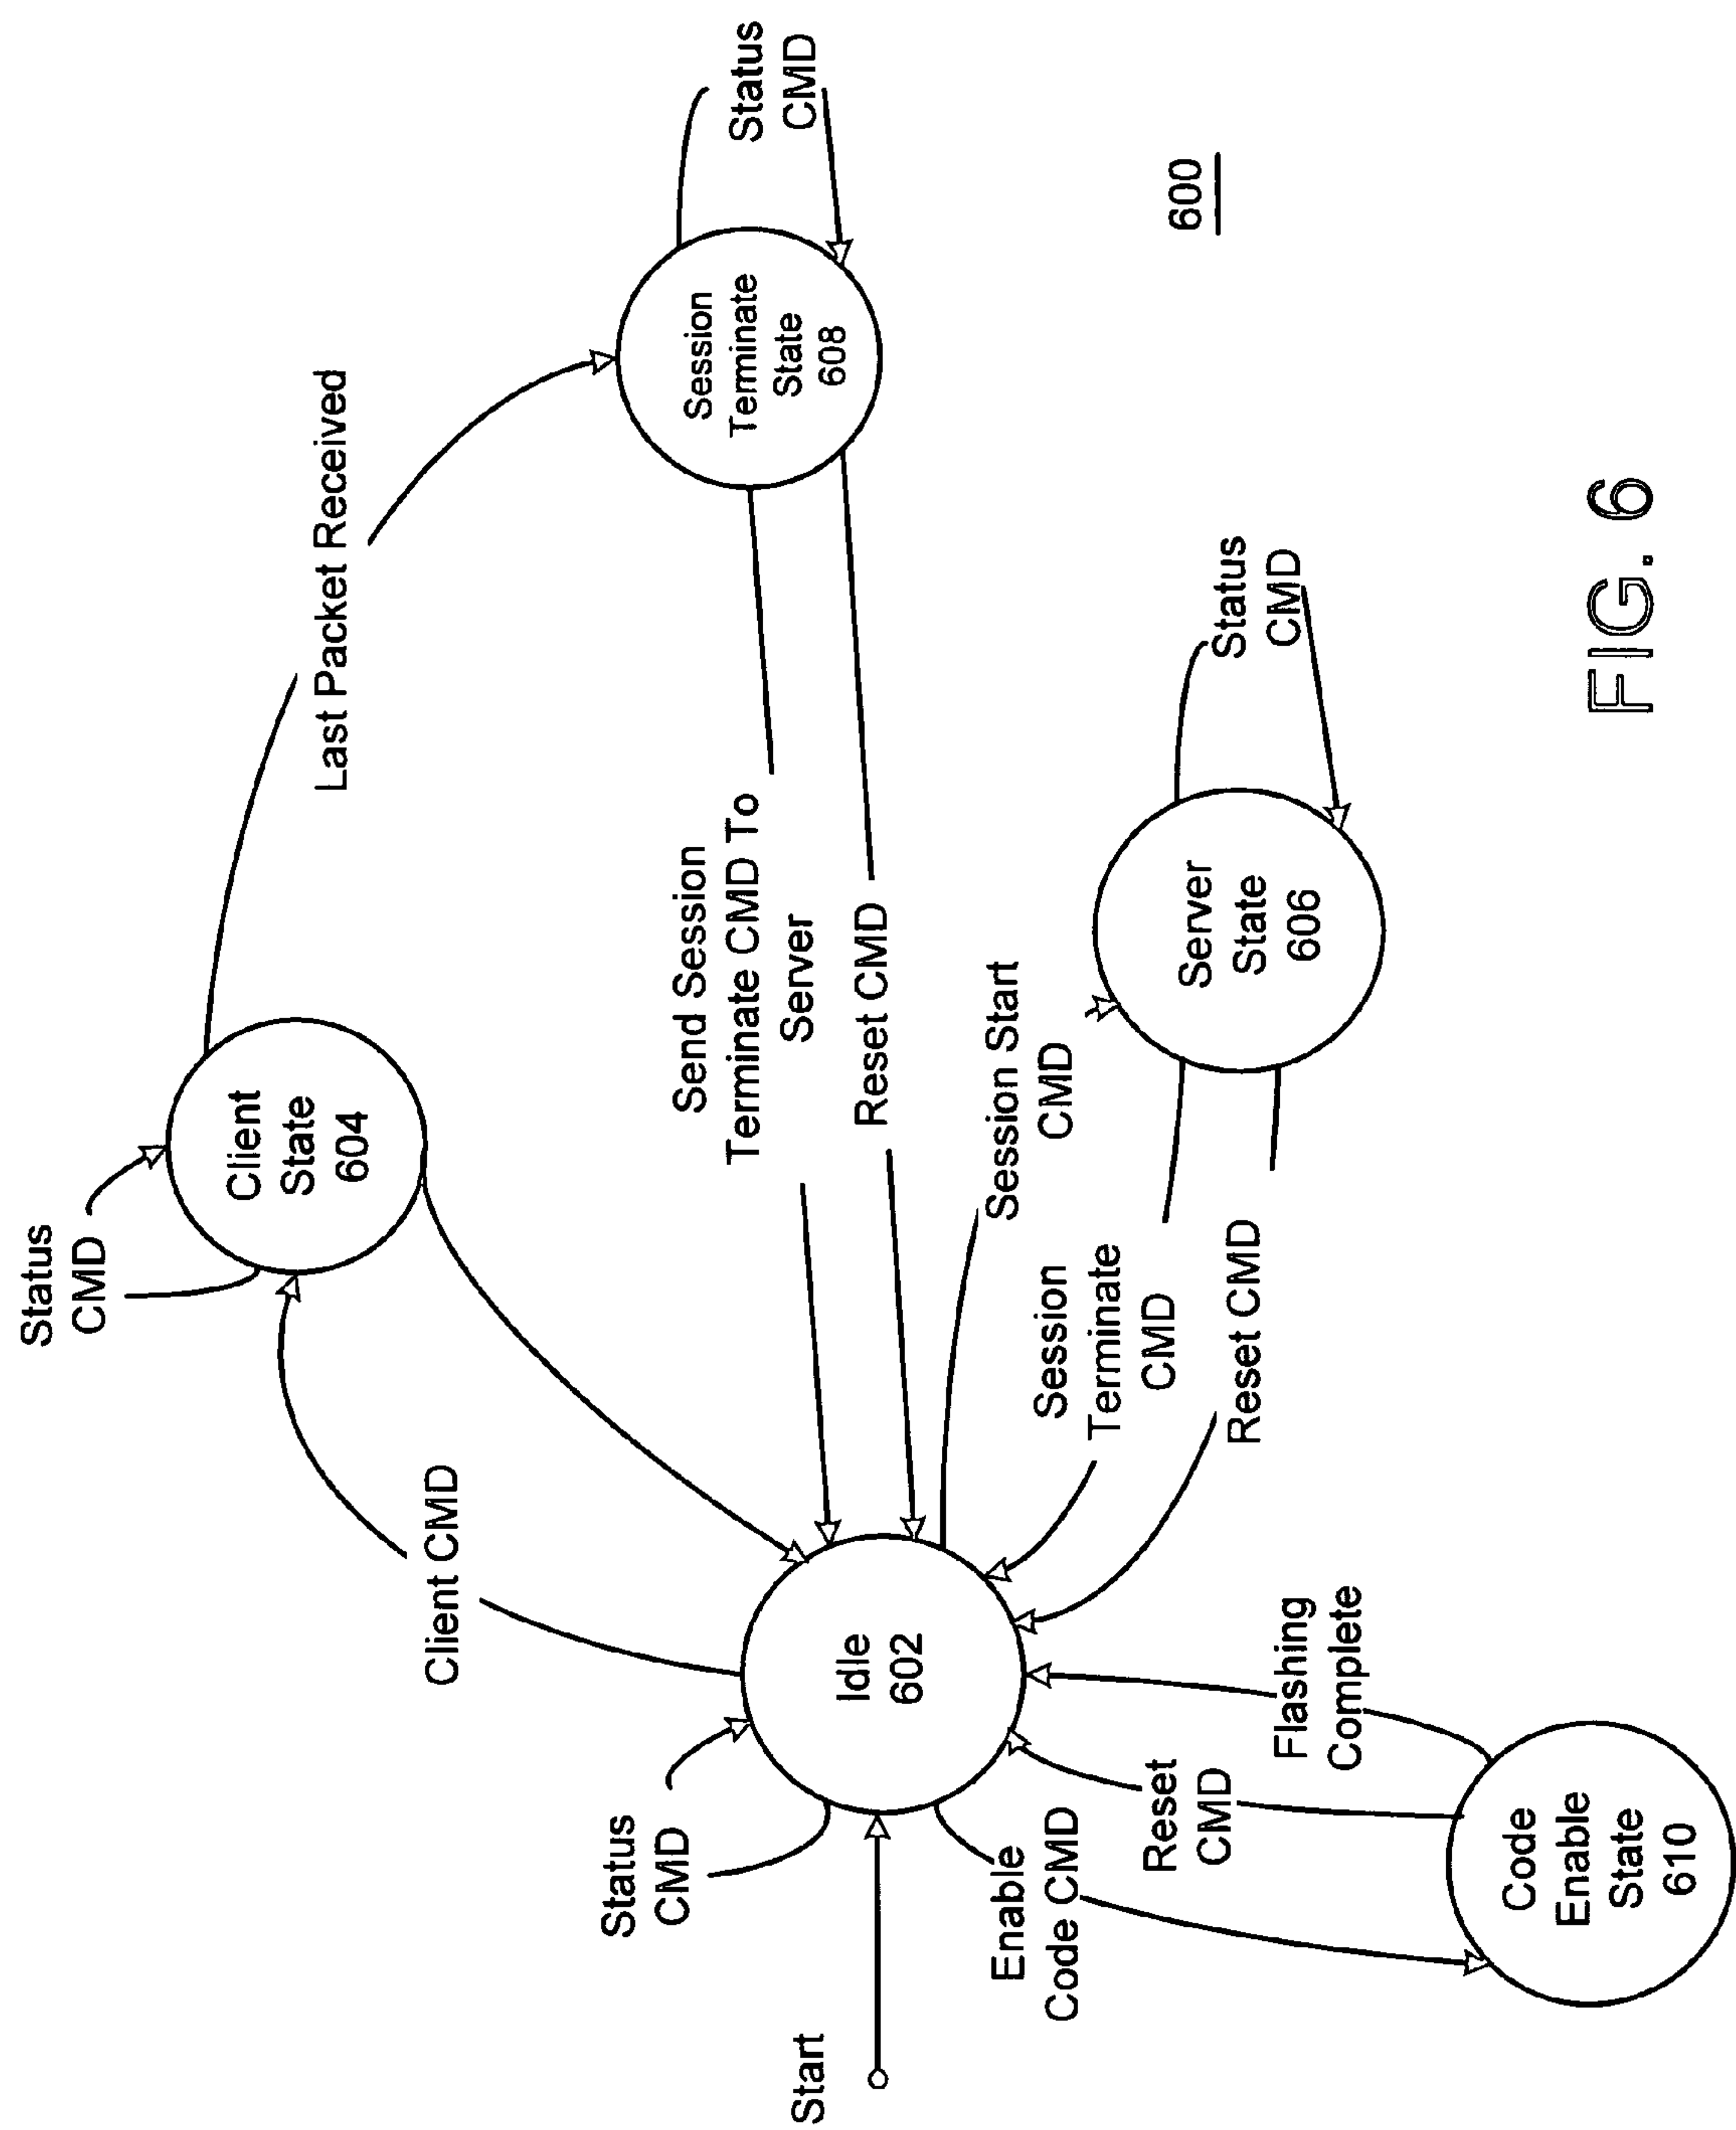 Status
CMD
Client
State
604
Last Packet Received
Client CMD
Status
CMD
Session
Terminate
State
608
Send Session
Terminate CMD To
Server
Reset CMD
Start
Status
CMD
Idle
602
Session Start
CMD
Session
Terminate
CMD
Reset CMD
Server
State
606
Status
CMD
600
Enable
Code CMD
Reset
CMD
Flashing
Complete
Code
Enable
State
610
FIG. 6